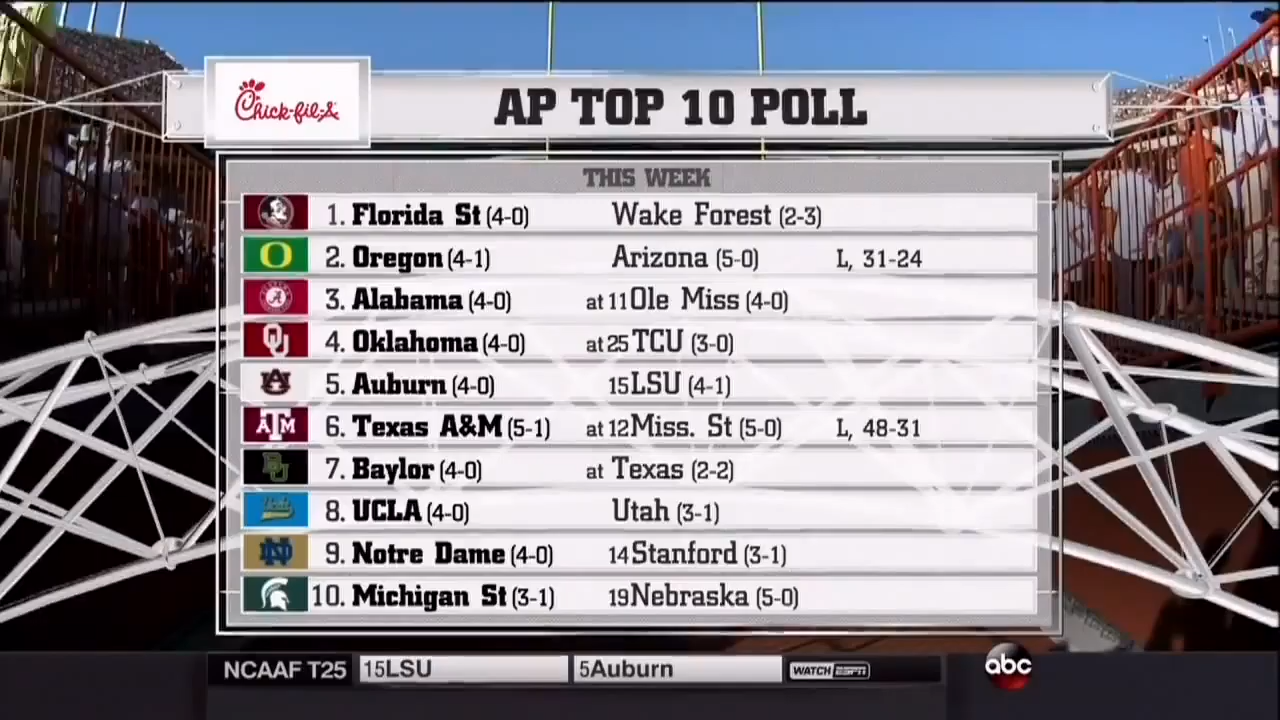 Chick-fil-A
AP TOP 10 POLL
THIS WEEK
1. Florida St (4-0) Wake Forest (2-3)
2. Oregon (4-1) Arizona (5-0) L, 31-24
3. Alabama (4-0) at 11 Ole Miss (4-0)
4. Oklahoma (4-0) at 25 TCU (3-0)
5. Auburn (4-0) 15 LSU (4-1)
6. Texas A&M (5-1) at 12 Miss. St (5-0) L, 48-31
7. Baylor (4-0) at Texas (2-2)
8. UCLA (4-0) Utah (3-1)
9. Notre Dame (4-0) 14 Stanford (3-1)
10. Michigan St (3-1) 19 Nebraska (5-0)
NCAAF T25 15 LSU 5 Auburn WATCH ESPN abc